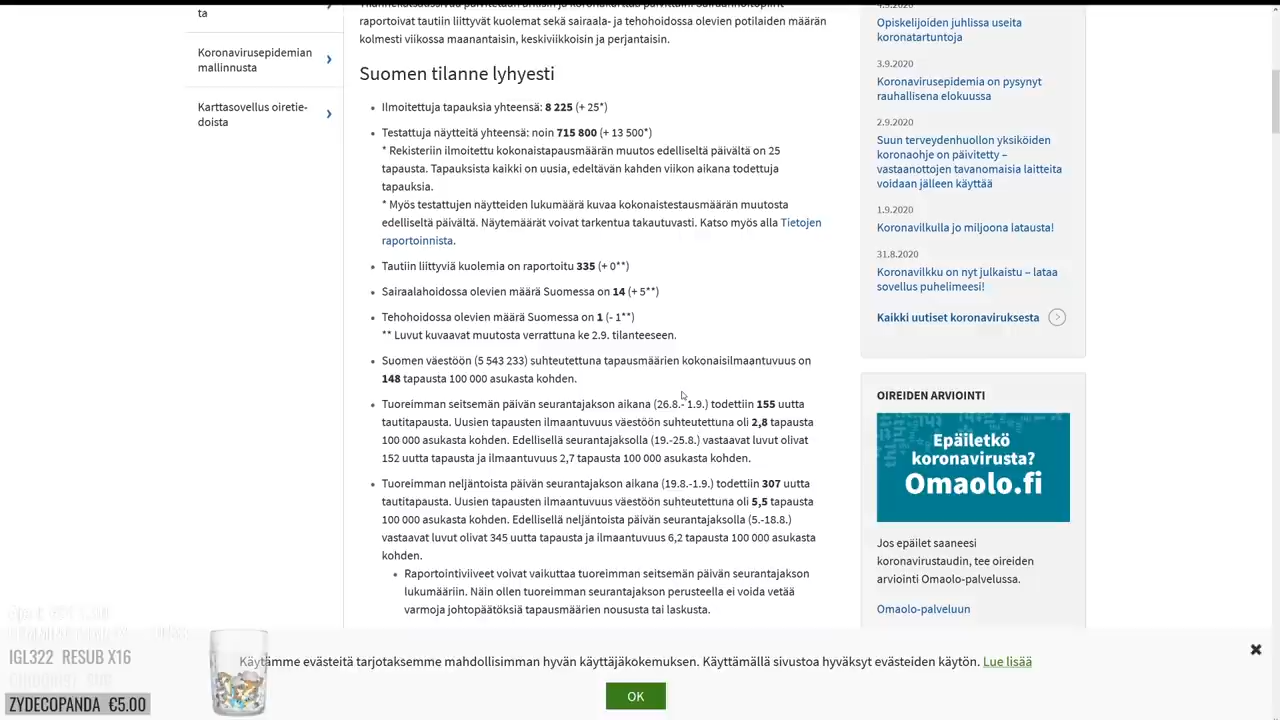 ta
Koronavirusepidemian
mallinnusta
Karttasovellus oiretie-
doista
raportoivat tautiin liittyvät kuolemat sekä sairaala- ja tehohoidossa olevien potilaiden määrän
kolmesti viikossa maanantaisin, keskiviikkoisin ja perjantaisin.
Suomen tilanne lyhyesti
Ilmoitettuja tapauksia yhteensä: 8 225 (+ 25*)
Testattuja näytteitä yhteensä: noin 715 800 (+ 13 500*)
* Rekisteriin ilmoitettu kokonaistapausmäärän muutos edelliseltä päivältä on 25
tapausta. Tapauksista kaikki on uusia, edeltävän kahden viikon aikana todettuja
tapauksia.
* Myös testattujen näytteiden lukumäärä kuvaa kokonaistestausmäärän muutosta
edelliseltä päivältä. Näytemäärät voivat tarkentua takautuvasti. Katso myös alla Tietojen
raportoinnista.
Tautiin liittyviä kuolemia on raportoitu 335 (+ 0**)
Sairaalahoidossa olevien määrä Suomessa on 14 (+ 5**)
Tehohoidossa olevien määrä Suomessa on 1 (- 1**)
** Luvut kuvaavat muutosta verrattuna ke 2.9. tilanteeseen.
Suomen väestöön (5 543 233) suhteutettuna tapausmäärien kokonaisilmaantuvuus on
148 tapausta 100 000 asukasta kohden.
Tuoreimman seitsemän päivän seurantajakson aikana (26.8.- 1.9.) todettiin 155 uutta
tautitapausta. Uusien tapausten ilmaantuvuus väestöön suhteutettuna oli 2,8 tapausta
100 000 asukasta kohden. Edellisellä seurantajaksolla (19.-25.8.) vastaavat luvut olivat
152 uutta tapausta ja ilmaantuvuus 2,7 tapausta 100 000 asukasta kohden.
Tuoreimman neljäntoista päivän seurantajakson aikana (19.8.-1.9.) todettiin 307 uutta
tautitapausta. Uusien tapausten ilmaantuvuus väestöön suhteutettuna oli 5,5 tapausta
100 000 asukasta kohden. Edellisellä neljäntoista päivän seurantajaksolla (5.-18.8.)
vastaavat luvut olivat 345 uutta tapausta ja ilmaantuvuus 6,2 tapausta 100 000 asukasta
kohden.
Raportointiviiveet voivat vaikuttaa tuoreimman seitsemän päivän seurantajakson
lukumääriin. Näin ollen tuoreimman seurantajakson perusteella ei voida vetää
varmoja johtopäätöksiä tapausmäärien noususta tai laskusta.
Opiskelijoiden juhlissa useita
koronatartuntoja
3.9.2020
Koronavirusepidemia on pysynyt
rauhallisena elokuussa
2.9.2020
Suun terveydenhuollon yksiköiden
koronaohje on päivitetty –
vastaanottojen tavanomaisia laitteita
voidaan jälleen käyttää
1.9.2020
Koronavilkulla jo miljoona latausta!
31.8.2020
Koronavilkku on nyt julkaistu – lataa
sovellus puhelimeesi!
Kaikki uutiset koronaviruksesta
OIREIDEN ARVIOINTI
Epäiletkö
koronavirusta?
Omaolo.fi
Jos epäilet saaneesi
koronavirustaudin, tee oireiden
arviointi Omaolo-palvelussa.
Omaolo-palveluun
Käytämme evästeitä tarjotaksemme mahdollisimman hyvän käyttäjäkokemuksen. Käyttämällä sivustoa hyväksyt evästeiden käytön. Lue lisää
OK
IGL322 RESUB X16
ZYDECOPANDA €5.00